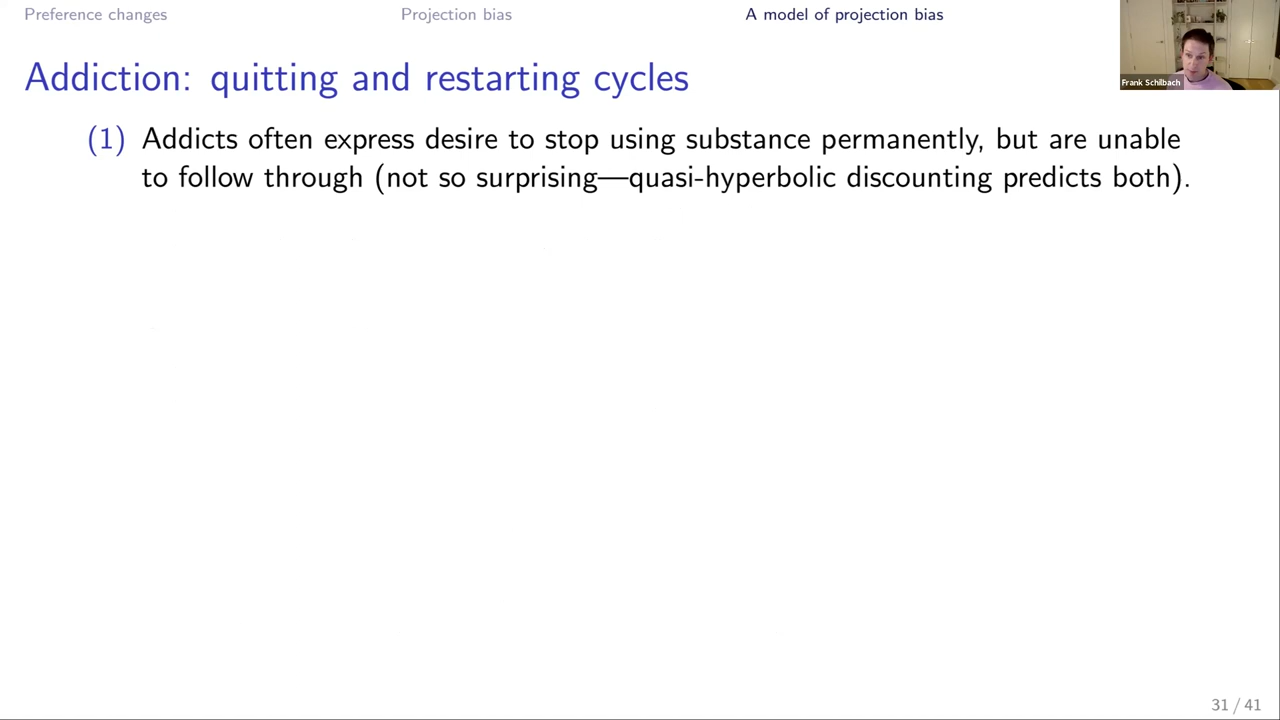 Preference changes Projection bias A model of projection bias
Frank Schilbach
Addiction: quitting and restarting cycles
(1) Addicts often express desire to stop using substance permanently, but are unable
to follow through (not so surprising—quasi-hyperbolic discounting predicts both).
31 / 41